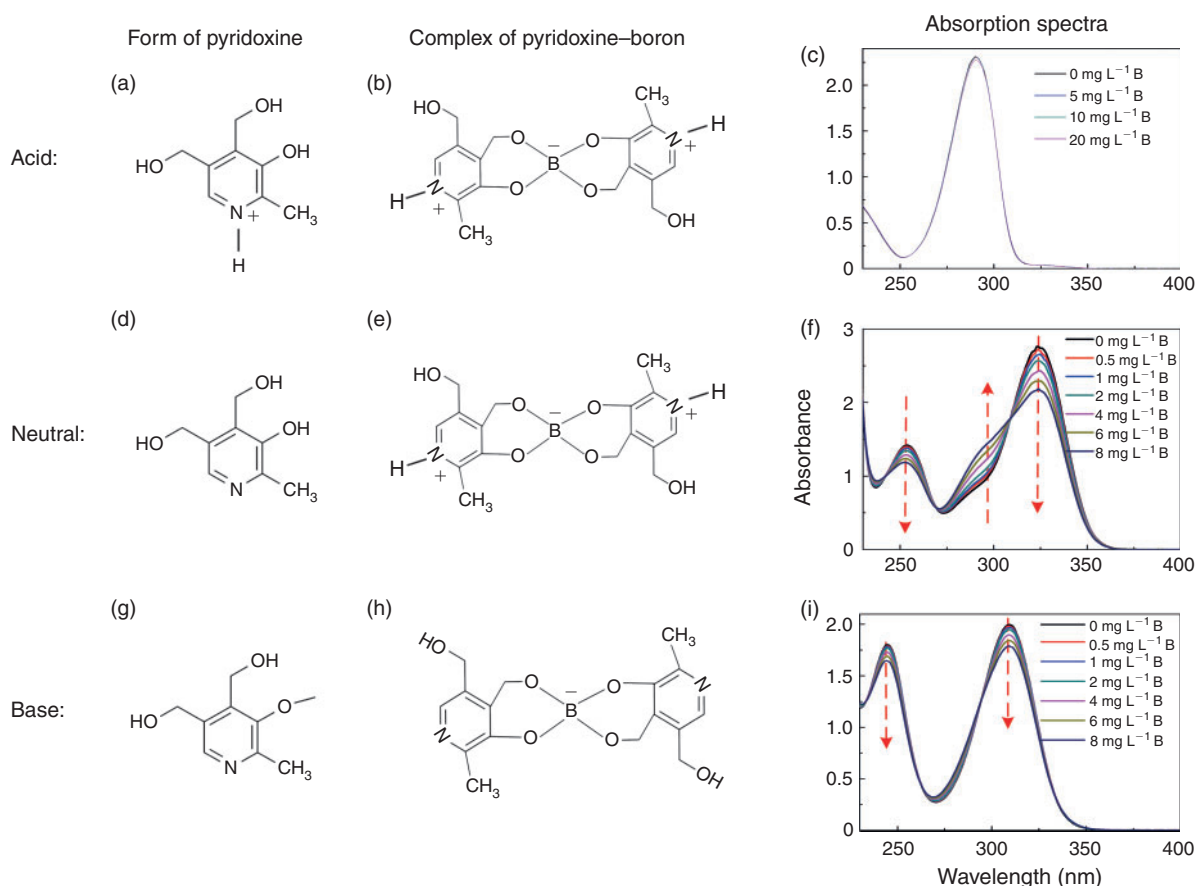 Form of pyridoxine
Complex of pyridoxine–boron
Absorption spectra
Acid:
(a)
OH
HO
OH
N
+
CH₃
H
(b)
HO
CH₃
O
O
N
H
+
−
B
H
N
+
O
O
CH₃
OH
(c)
2.0
1.5
1.0
0.5
0
250
300
350
400
0 mg L⁻¹ B
5 mg L⁻¹ B
10 mg L⁻¹ B
20 mg L⁻¹ B
Neutral:
(d)
OH
HO
OH
N
CH₃
(e)
HO
CH₃
O
O
N
H
+
−
B
H
N
+
O
O
CH₃
OH
(f)
Absorbance
3
2
1
0
250
300
350
400
0 mg L⁻¹ B
0.5 mg L⁻¹ B
1 mg L⁻¹ B
2 mg L⁻¹ B
4 mg L⁻¹ B
6 mg L⁻¹ B
8 mg L⁻¹ B
Base:
(g)
OH
HO
O
N
CH₃
(h)
HO
CH₃
O
O
N
−
B
N
O
O
CH₃
OH
(i)
2.0
1.5
1.0
0.5
0
250
300
350
400
0 mg L⁻¹ B
0.5 mg L⁻¹ B
1 mg L⁻¹ B
2 mg L⁻¹ B
4 mg L⁻¹ B
6 mg L⁻¹ B
8 mg L⁻¹ B
Wavelength (nm)